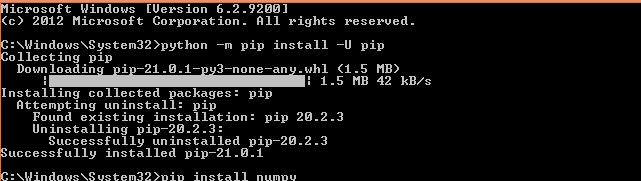 Microsoft Windows [Version 6.2.9200]
(c) 2012 Microsoft Corporation. All rights reserved.
C:\Windows\System32>python -m pip install -U pip
Collecting pip
Downloading pip-21.0.1-py3-none-any.whl (1.5 MB)
| | 1.5 MB 42 kB/s
Installing collected packages: pip
Attempting uninstall: pip
Found existing installation: pip 20.2.3
Uninstalling pip-20.2.3:
Successfully uninstalled pip-20.2.3
Successfully installed pip-21.0.1
C:\Windows\System32>pip install numpy